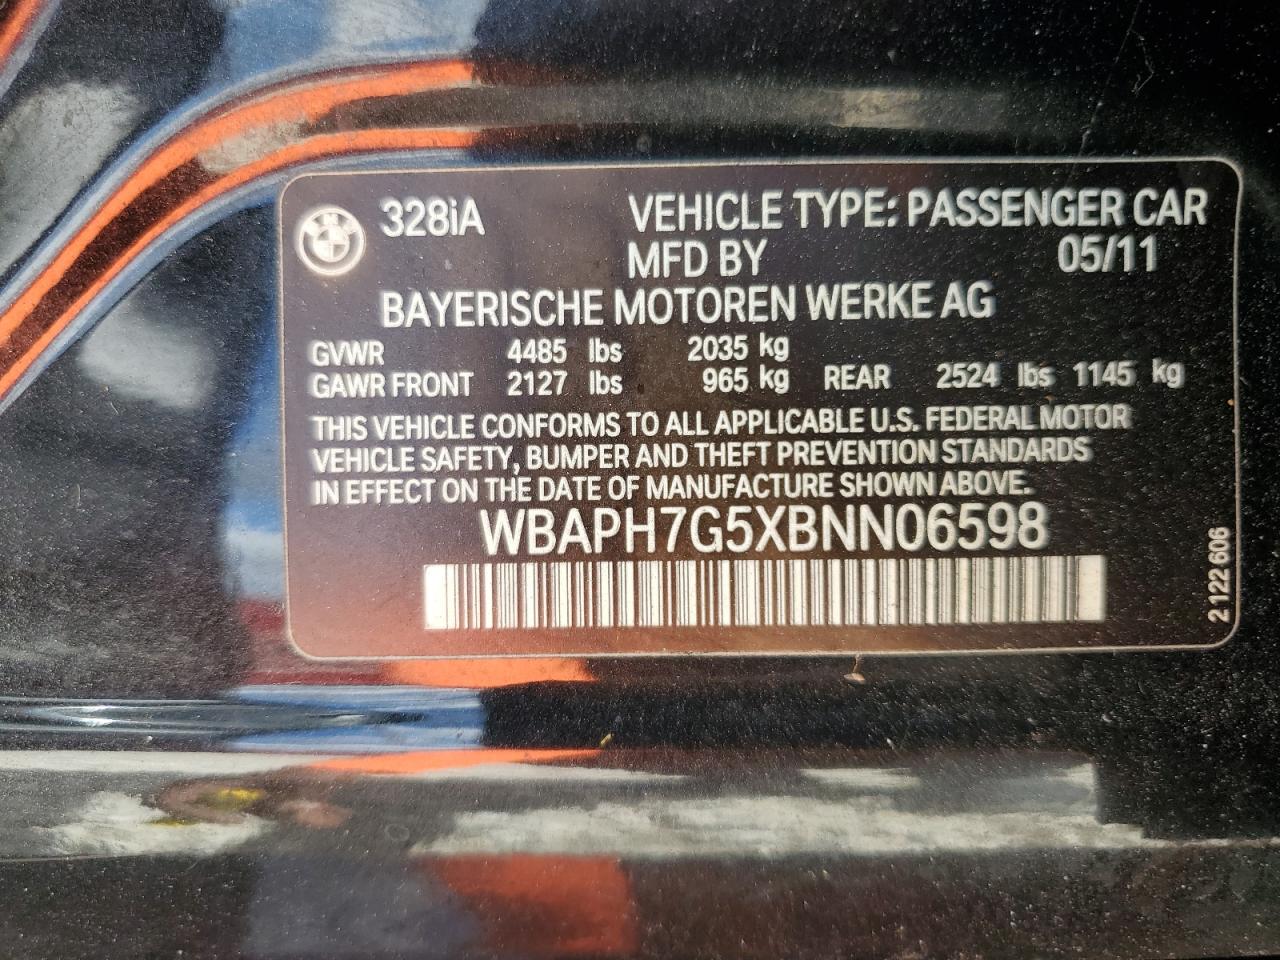 328iA VEHICLE TYPE: PASSENGER CAR
MFD BY 05/11
BAYERISCHE MOTOREN WERKE AG
GVWR 4485 lbs 2035 kg
GAWR FRONT 2127 lbs 965 kg REAR 2524 lbs 1145 kg
THIS VEHICLE CONFORMS TO ALL APPLICABLE U.S. FEDERAL MOTOR
VEHICLE SAFETY, BUMPER AND THEFT PREVENTION STANDARDS
IN EFFECT ON THE DATE OF MANUFACTURE SHOWN ABOVE.
WBAPH7G5XBNN06598
2 122 606
BMW